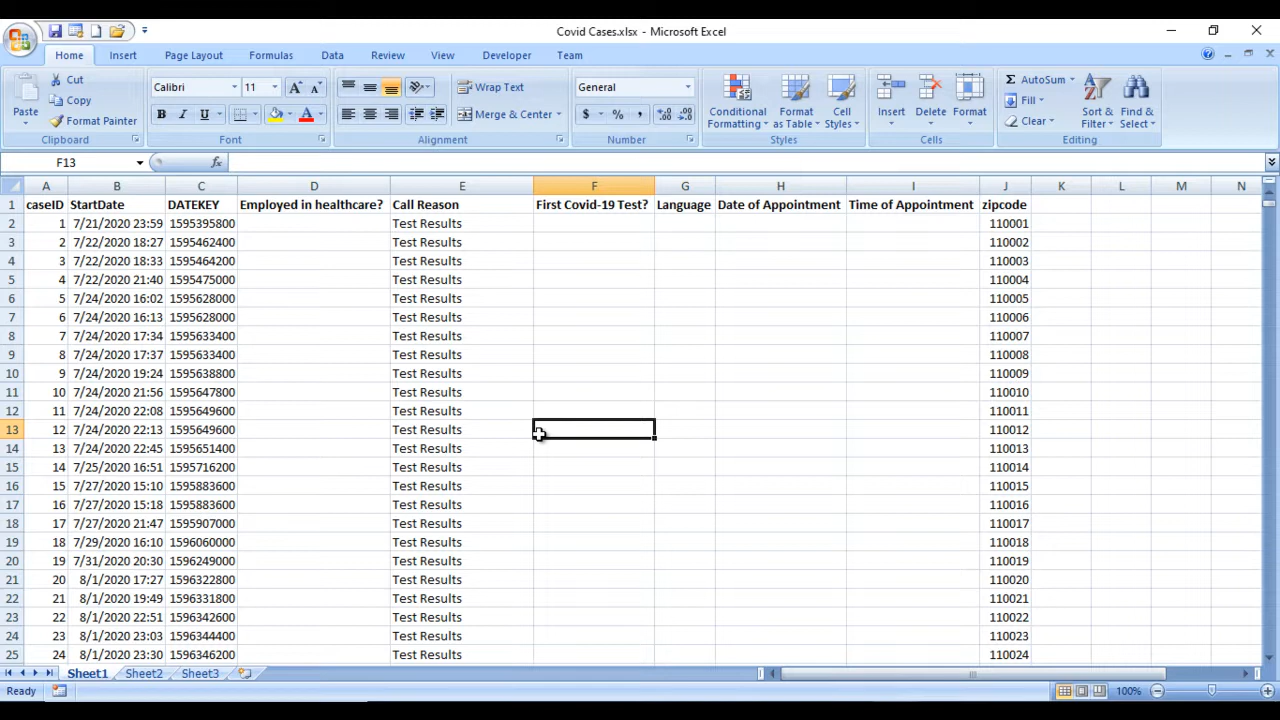 Covid Cases.xlsx - Microsoft Excel
Home Insert Page Layout Formulas Data Review View Developer Team
Paste Cut Copy Format Painter Clipboard
Calibri 11 B I U Font
Wrap Text Merge & Center Alignment
General $ % , Number
Conditional Formatting Format as Table Cell Styles Styles
Insert Delete Format Cells
AutoSum Fill Clear Sort & Filter Find & Select Editing
F13 fx
A B C D E F G H I J K L M N
1 caseID StartDate DATEKEY Employed in healthcare? Call Reason First Covid-19 Test? Language Date of Appointment Time of Appointment zipcode
2 1 7/21/2020 23:59 1595395800 Test Results 110001
3 2 7/22/2020 18:27 1595462400 Test Results 110002
4 3 7/22/2020 18:33 1595464200 Test Results 110003
5 4 7/22/2020 21:40 1595475000 Test Results 110004
6 5 7/24/2020 16:02 1595628000 Test Results 110005
7 6 7/24/2020 16:13 1595628000 Test Results 110006
8 7 7/24/2020 17:34 1595633400 Test Results 110007
9 8 7/24/2020 17:37 1595633400 Test Results 110008
10 9 7/24/2020 19:24 1595638800 Test Results 110009
11 10 7/24/2020 21:56 1595647800 Test Results 110010
12 11 7/24/2020 22:08 1595649600 Test Results 110011
13 12 7/24/2020 22:13 1595649600 Test Results 110012
14 13 7/24/2020 22:45 1595651400 Test Results 110013
15 14 7/25/2020 16:51 1595716200 Test Results 110014
16 15 7/27/2020 15:10 1595883600 Test Results 110015
17 16 7/27/2020 15:18 1595883600 Test Results 110016
18 17 7/27/2020 21:47 1595907000 Test Results 110017
19 18 7/29/2020 16:10 1596060000 Test Results 110018
20 19 7/31/2020 20:30 1596249000 Test Results 110019
21 20 8/1/2020 17:27 1596322800 Test Results 110020
22 21 8/1/2020 19:49 1596331800 Test Results 110021
23 22 8/1/2020 22:51 1596342600 Test Results 110022
24 23 8/1/2020 23:03 1596344400 Test Results 110023
25 24 8/1/2020 23:30 1596346200 Test Results 110024
Sheet1 Sheet2 Sheet3
Ready 100%